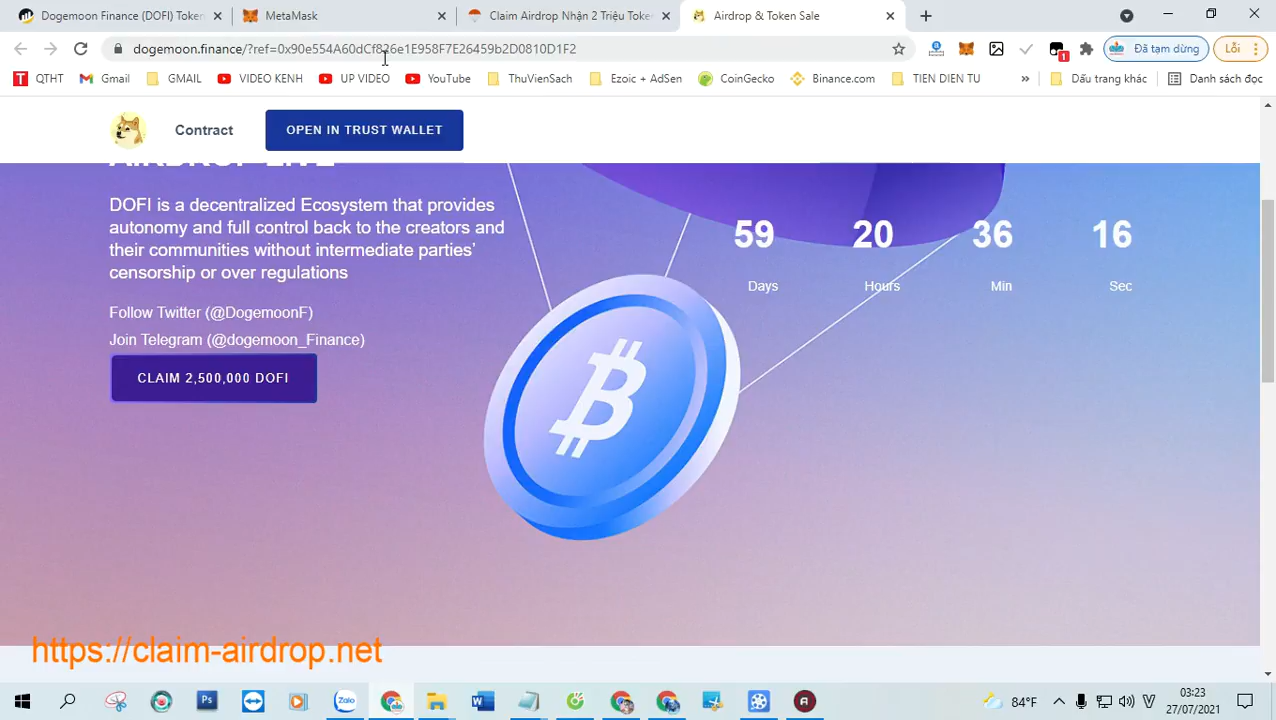 Dogemoon Finance (DOFI) Token
MetaMask
Claim Airdrop Nhận 2 Triệu Token
Airdrop & Token Sale
dogemoon.finance/?ref=0x90e554A60dCf826e1E958F7E26459b2D0810D1F2
1
Đã tạm dừng
Lỗi
QTHT
Gmail
GMAIL
VIDEO KENH
UP VIDEO
YouTube
ThuVienSach
Ezoic + AdSen
CoinGecko
Binance.com
TIEN DIEN TU
»
Dấu trang khác
Danh sách đọc
Contract
OPEN IN TRUST WALLET
AIRDROP LIVE
DOFI is a decentralized Ecosystem that provides
autonomy and full control back to the creators and
their communities without intermediate parties'
censorship or over regulations
59 20 36 16
Days Hours Min Sec
Follow Twitter (@DogemoonF)
Join Telegram (@dogemoon_Finance)
CLAIM 2,500,000 DOFI
https://claim-airdrop.net
84°F
V
03:23
27/07/2021